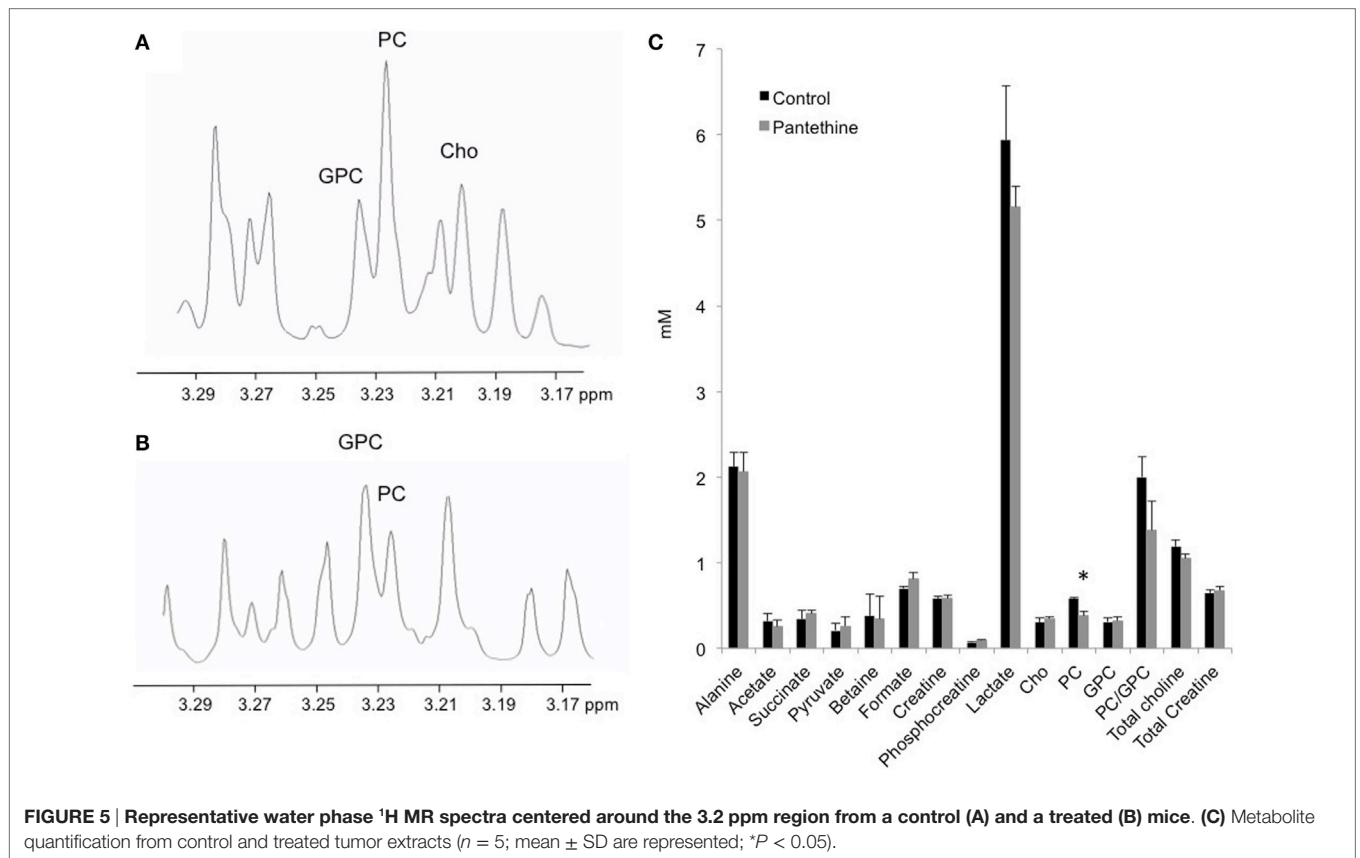 A
PC
GPC
Cho
3.29 3.27 3.25 3.23 3.21 3.19 3.17 ppm
B
GPC
PC
3.29 3.27 3.25 3.23 3.21 3.19 3.17 ppm
C
7
6
5
4
3
2
1
0
mM
Control
Pantethine
*
Alanine
Acetate
Succinate
Pyruvate
Betaine
Formate
Creatine
Phosphocreatine
Lactate
Cho
PC
GPC
PC/GPC
Total choline
Total Creatine
FIGURE 5 | Representative water phase ¹H MR spectra centered around the 3.2 ppm region from a control (A) and a treated (B) mice. (C) Metabolite
quantification from control and treated tumor extracts (n = 5; mean ± SD are represented; *P < 0.05).